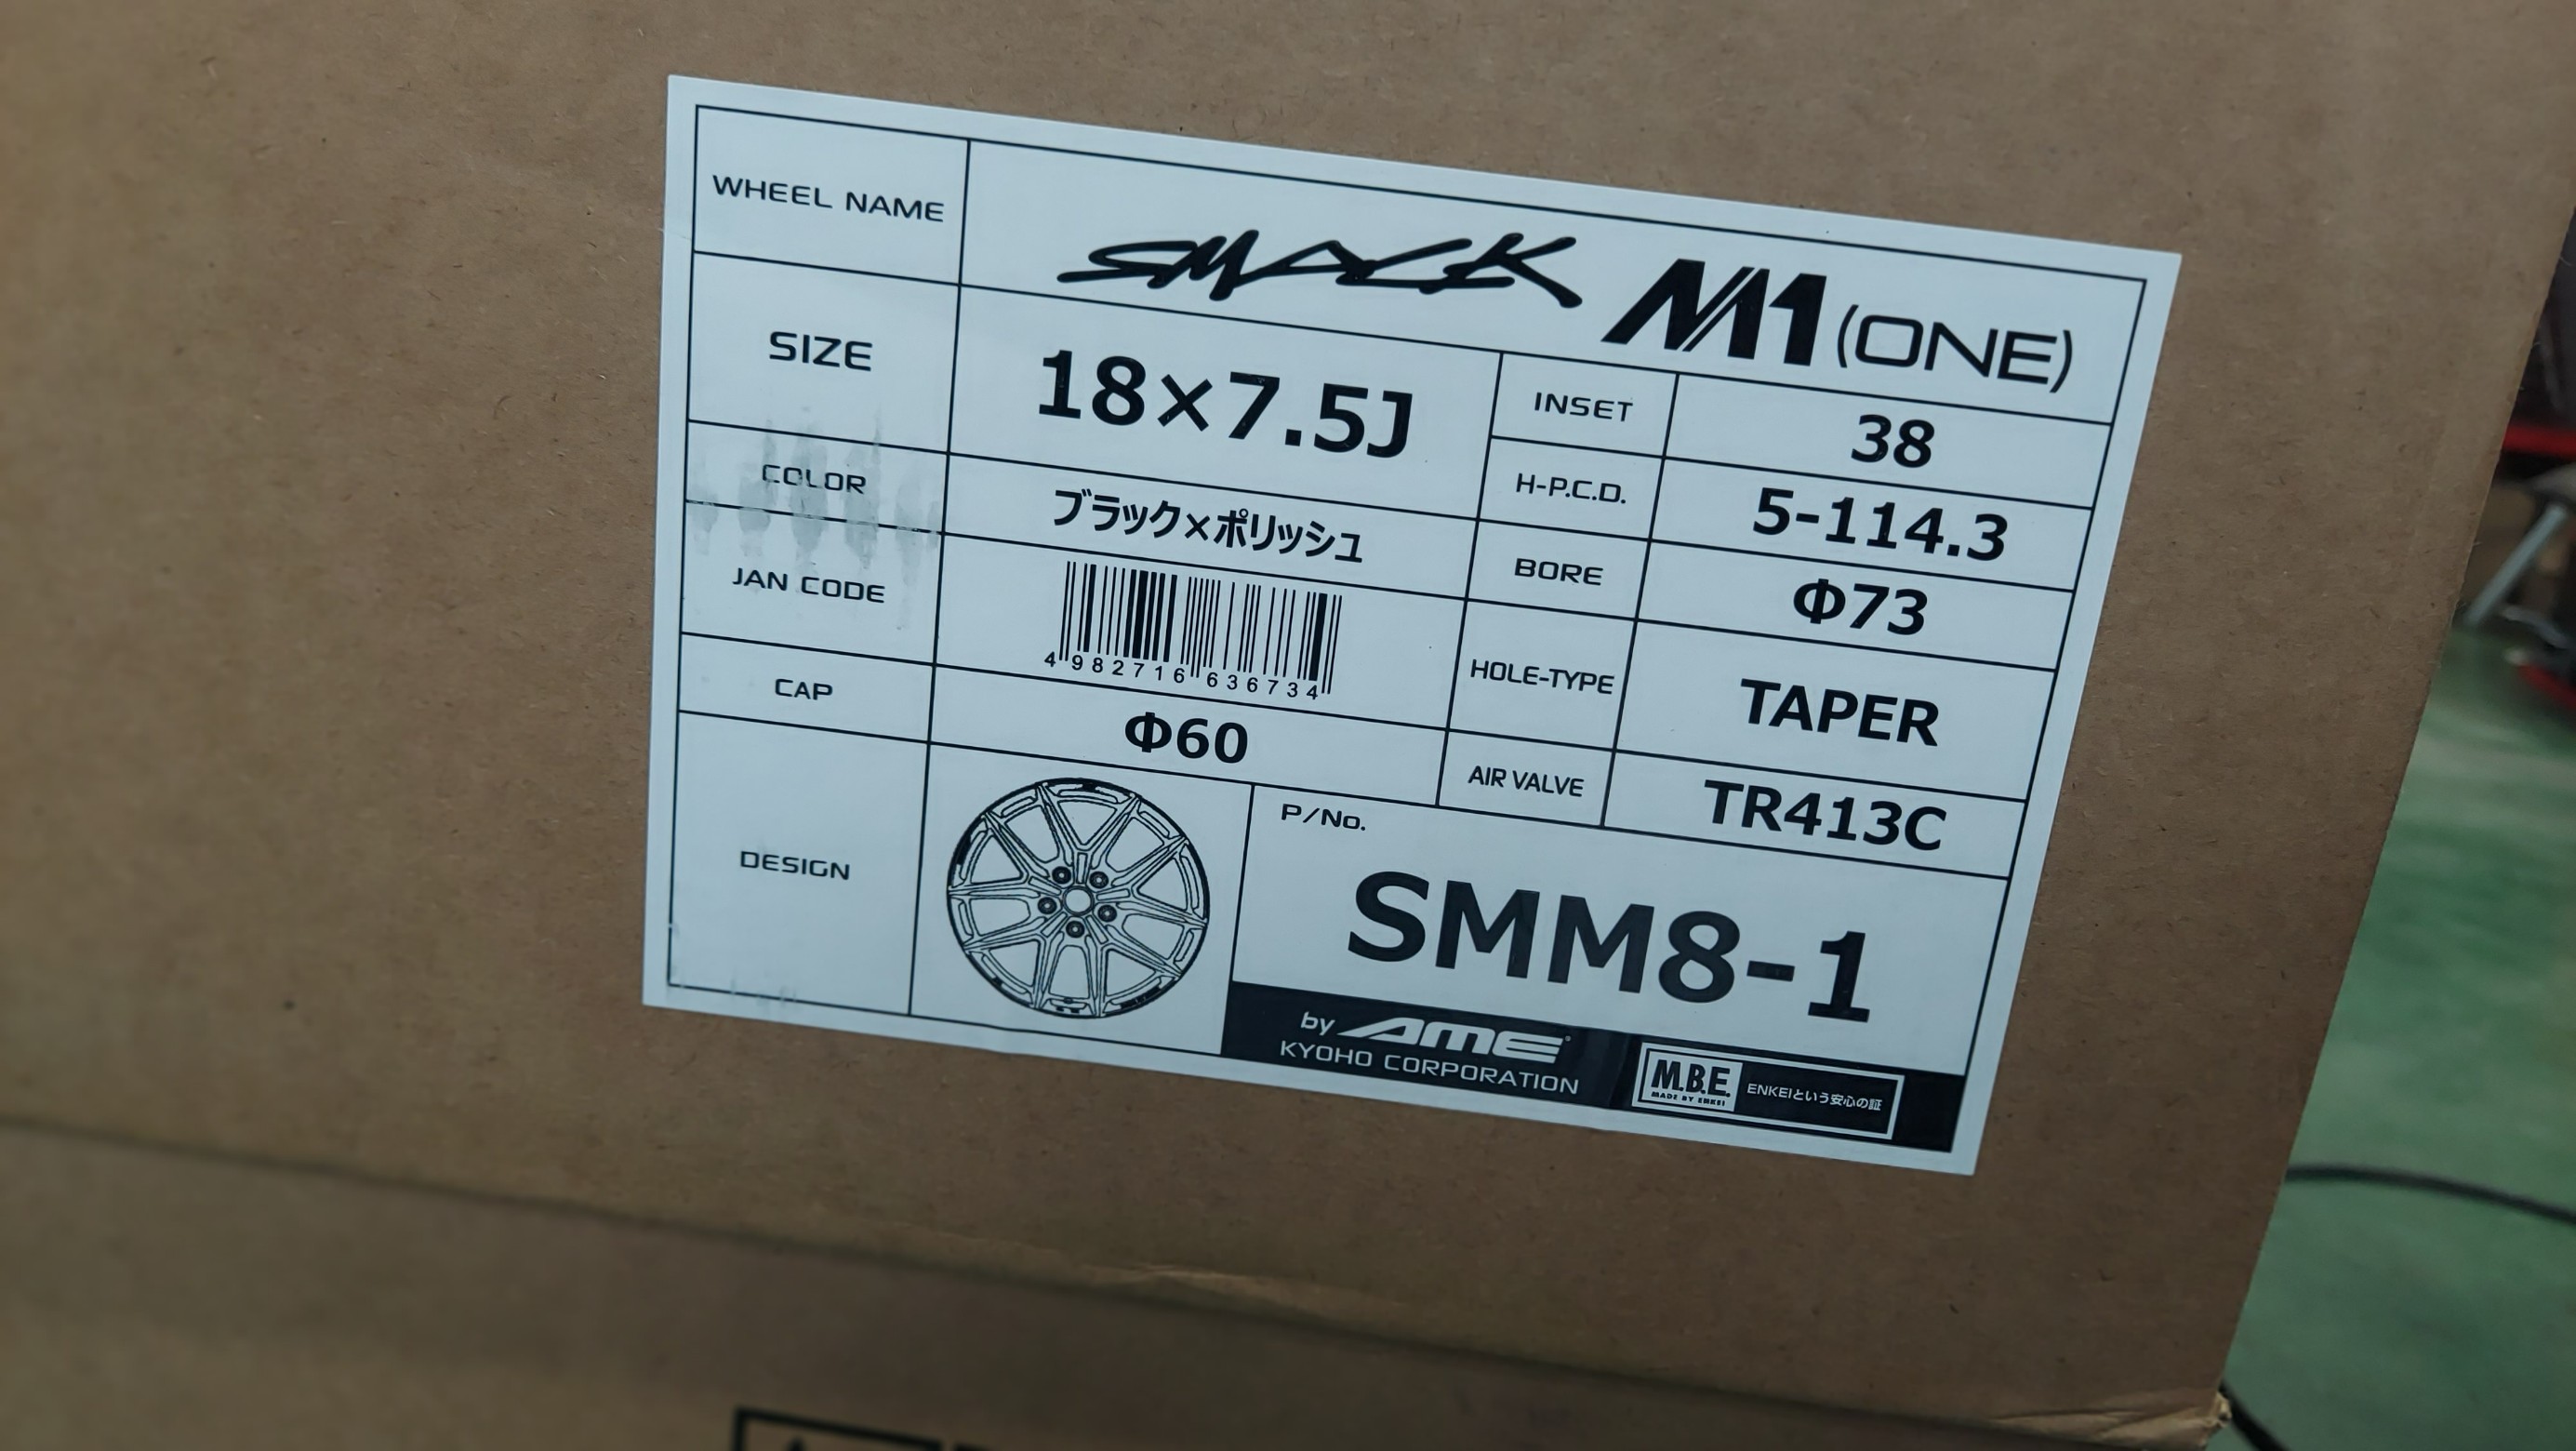 WHEEL NAME
SMACK M1 (ONE)
SIZE
18×7.5J
INSET
38
H-P.C.D.
5-114.3
COLOR
ブラック×ポリッシュ
BORE
Φ73
JAN CODE
4982716636734
HOLE-TYPE
TAPER
CAP
Φ60
AIR VALVE
TR413C
DESIGN
P/No.
SMM8-1
by AME
KYOHO CORPORATION
M.B.E.
MADE BY ENKEI
ENKEIという安心の証